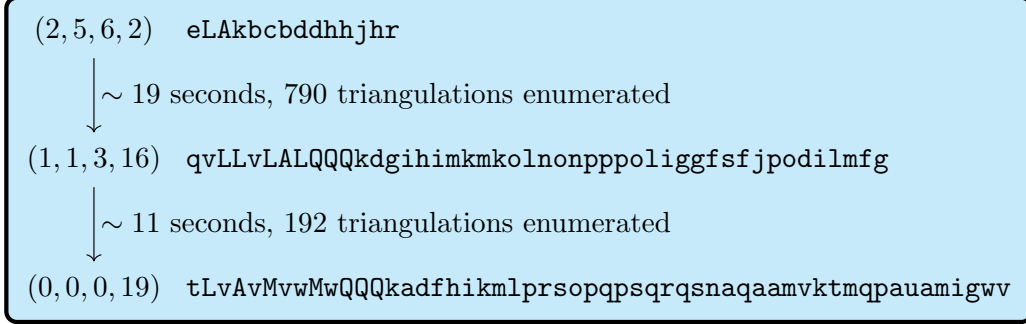 (2, 5, 6, 2) eLAkbcbddhhjhr
∼ 19 seconds, 790 triangulations enumerated
(1, 1, 3, 16) qvLLvLALQQQkdgihimkmkolnonpppoliggfsfjpodilmfg
∼ 11 seconds, 192 triangulations enumerated
(0, 0, 0, 19) tLvAvMvwMwQQQkadfhikmlprsopqpsqrqsnaqaamvktmqpauamigwv